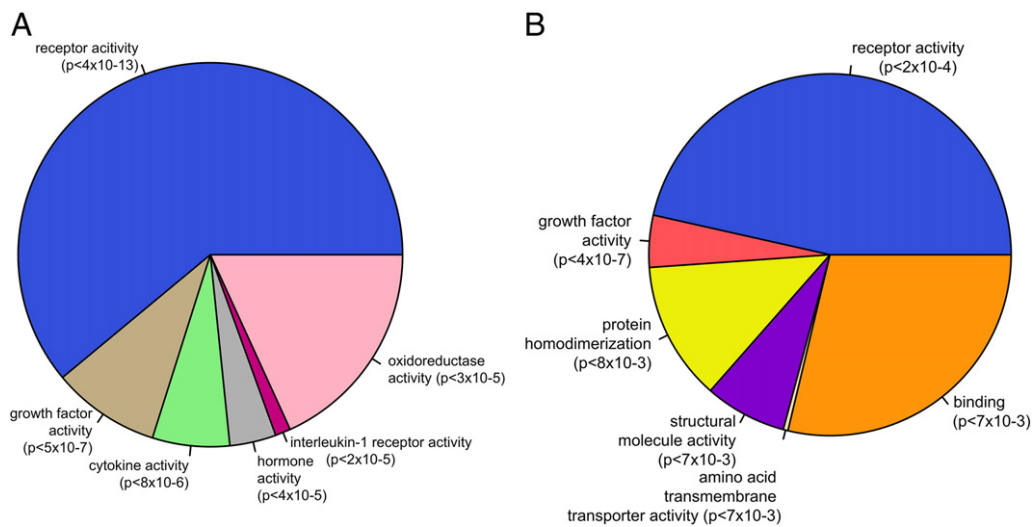 A
receptor acitivity
(p<4x10-13)
oxidoreductase
activity (p<3x10-5)
interleukin-1 receptor activity
(p<2x10-5)
hormone
activity
(p<4x10-5)
cytokine activity
(p<8x10-6)
growth factor
activity
(p<5x10-7)
B
receptor activity
(p<2x10-4)
growth factor
activity
(p<4x10-7)
protein
homodimerization
(p<8x10-3)
structural
molecule activity
(p<7x10-3)
amino acid
transmembrane
transporter activity (p<7x10-3)
binding
(p<7x10-3)